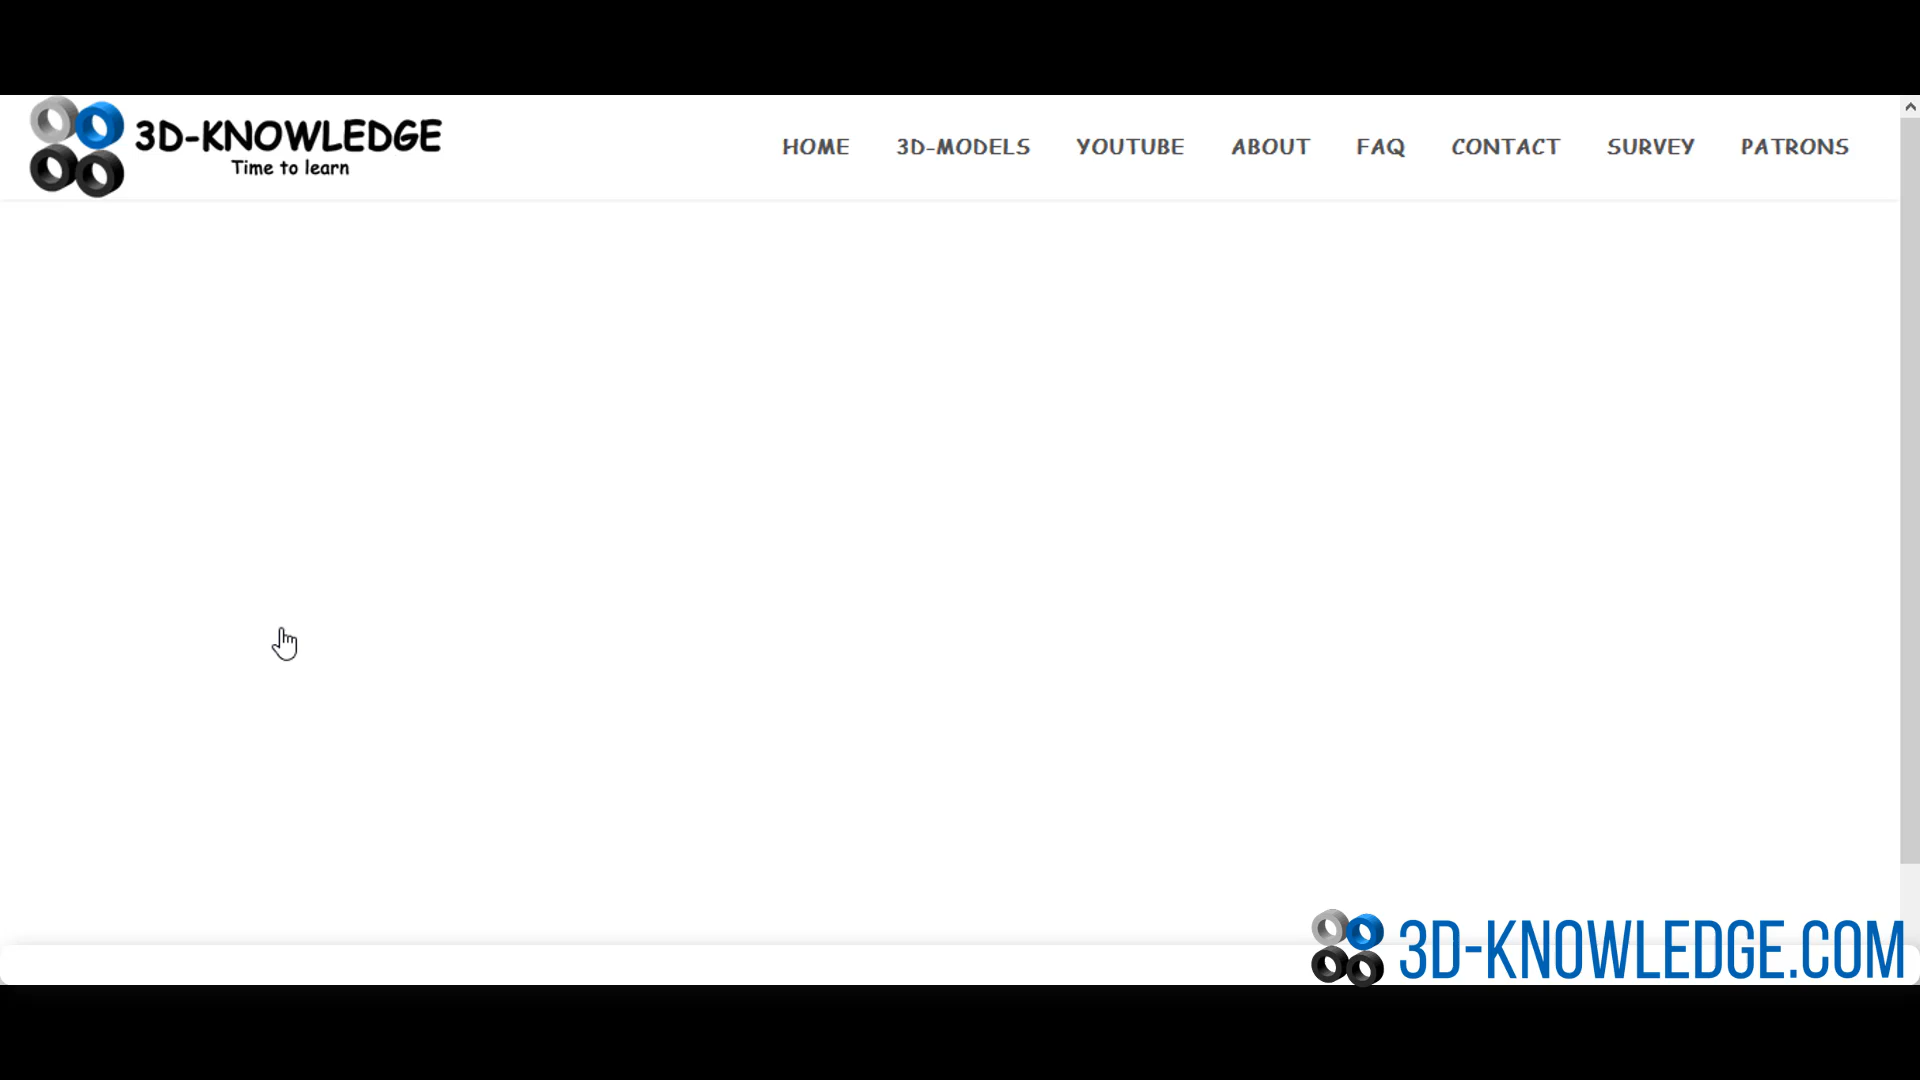 3D-KNOWLEDGE
Time to learn
HOME 3D-MODELS YOUTUBE ABOUT FAQ CONTACT SURVEY PATRONS
3D-KNOWLEDGE.COM